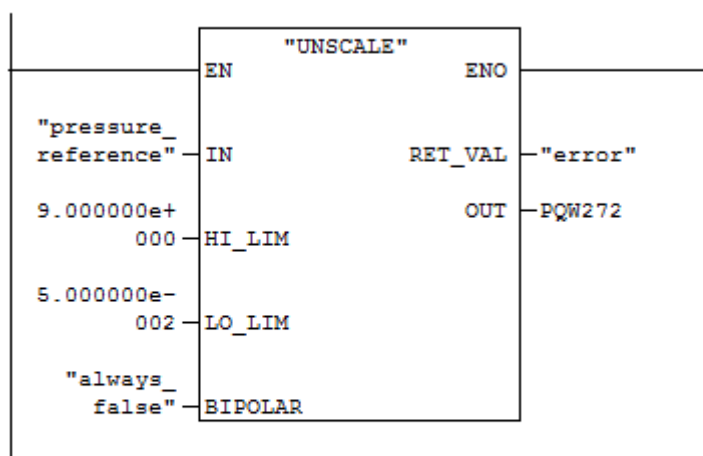 "UNSCALE"
EN ENO
"pressure_
reference" IN RET_VAL "error"
9.000000e+ OUT PQW272
000 HI_LIM
5.000000e-
002 LO_LIM
"always_
false" BIPOLAR